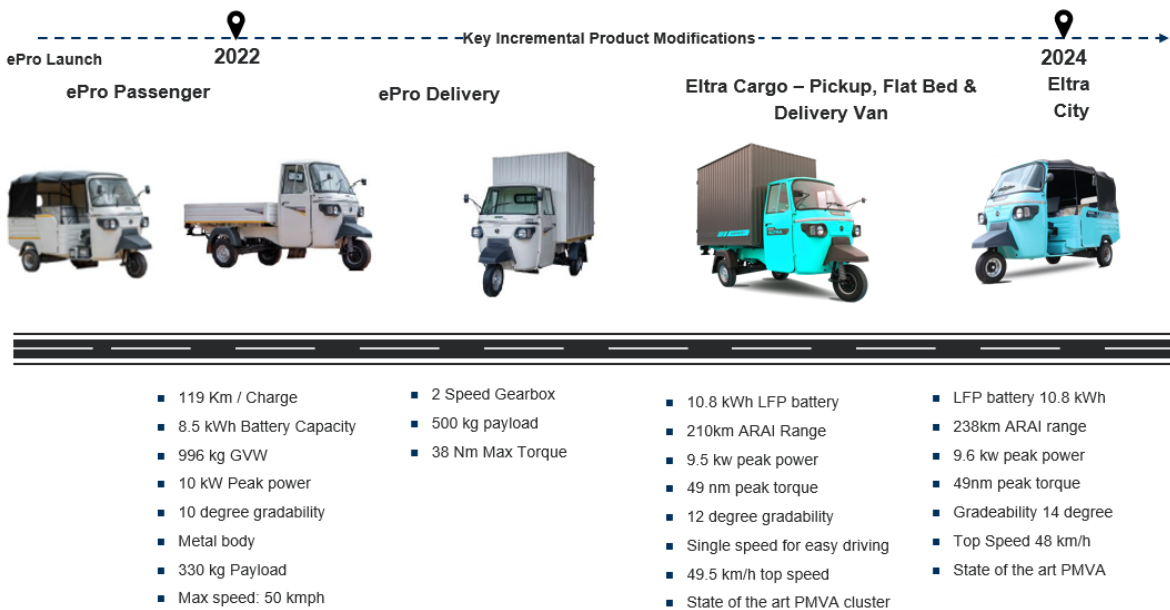 Key Incremental Product Modifications
ePro Launch
2022
2024
ePro Passenger
ePro Delivery
Eltra Cargo – Pickup, Flat Bed &
Delivery Van
Eltra
City
119 Km / Charge
8.5 kWh Battery Capacity
996 kg GVW
10 kW Peak power
10 degree gradability
Metal body
330 kg Payload
Max speed: 50 kmph
2 Speed Gearbox
500 kg payload
38 Nm Max Torque
10.8 kWh LFP battery
210km ARAI Range
9.5 kw peak power
49 nm peak torque
12 degree gradability
Single speed for easy driving
49.5 km/h top speed
State of the art PMVA cluster
LFP battery 10.8 kWh
238km ARAI range
9.6 kw peak power
49nm peak torque
Gradeability 14 degree
Top Speed 48 km/h
State of the art PMVA